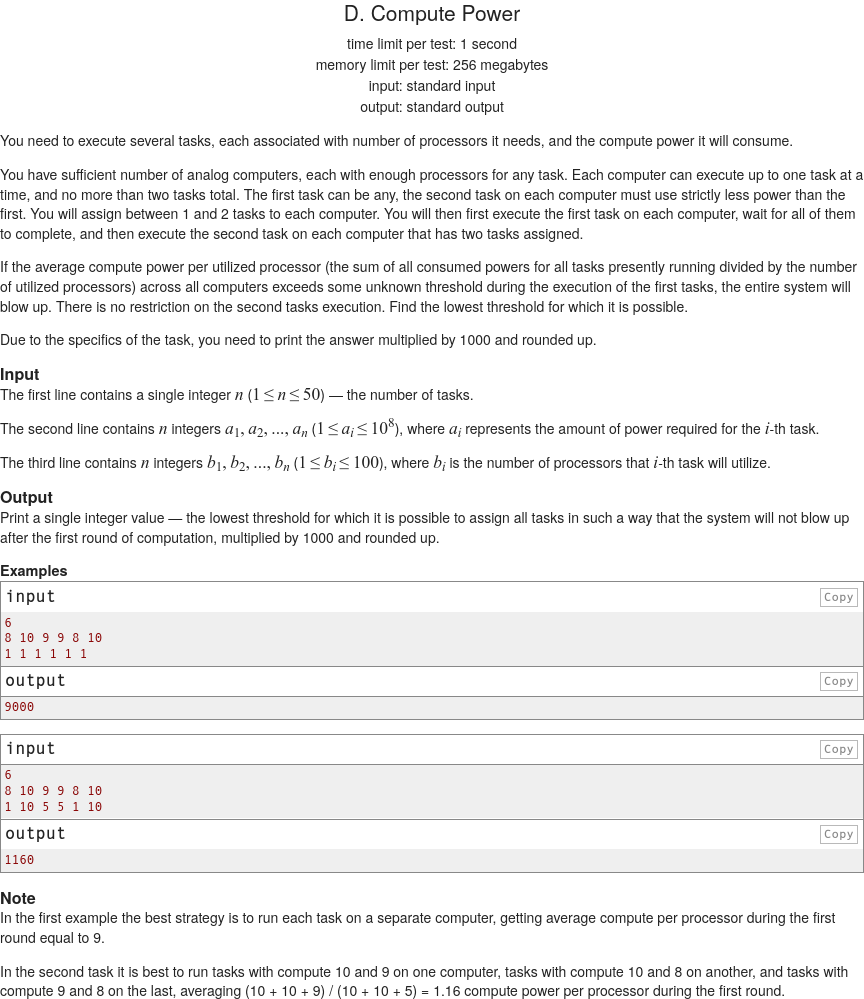 D. Compute Power
time limit per test: 1 second
memory limit per test: 256 megabytes
input: standard input
output: standard output
You need to execute several tasks, each associated with number of processors it needs, and the compute power it will consume.
You have sufficient number of analog computers, each with enough processors for any task. Each computer can execute up to one task at a
time, and no more than two tasks total. The first task can be any, the second task on each computer must use strictly less power than the
first. You will assign between 1 and 2 tasks to each computer. You will then first execute the first task on each computer, wait for all of them
to complete, and then execute the second task on each computer that has two tasks assigned.
If the average compute power per utilized processor (the sum of all consumed powers for all tasks presently running divided by the number
of utilized processors) across all computers exceeds some unknown threshold during the execution of the first tasks, the entire system will
blow up. There is no restriction on the second tasks execution. Find the lowest threshold for which it is possible.
Due to the specifics of the task, you need to print the answer multiplied by 1000 and rounded up.
Input
The first line contains a single integer n (1 ≤ n ≤ 50) — the number of tasks.
The second line contains n integers a1, a2, ..., an (1 ≤ ai ≤ 10^8), where ai represents the amount of power required for the i-th task.
The third line contains n integers b1, b2, ..., bn (1 ≤ bi ≤ 100), where bi is the number of processors that i-th task will utilize.
Output
Print a single integer value — the lowest threshold for which it is possible to assign all tasks in such a way that the system will not blow up
after the first round of computation, multiplied by 1000 and rounded up.
Examples
input Copy
6
8 10 9 9 8 10
1 1 1 1 1 1
output Copy
9000
input Copy
6
8 10 9 9 8 10
1 10 5 5 1 10
output Copy
1160
Note
In the first example the best strategy is to run each task on a separate computer, getting average compute per processor during the first
round equal to 9.
In the second task it is best to run tasks with compute 10 and 9 on one computer, tasks with compute 10 and 8 on another, and tasks with
compute 9 and 8 on the last, averaging (10 + 10 + 9) / (10 + 10 + 5) = 1.16 compute power per processor during the first round.